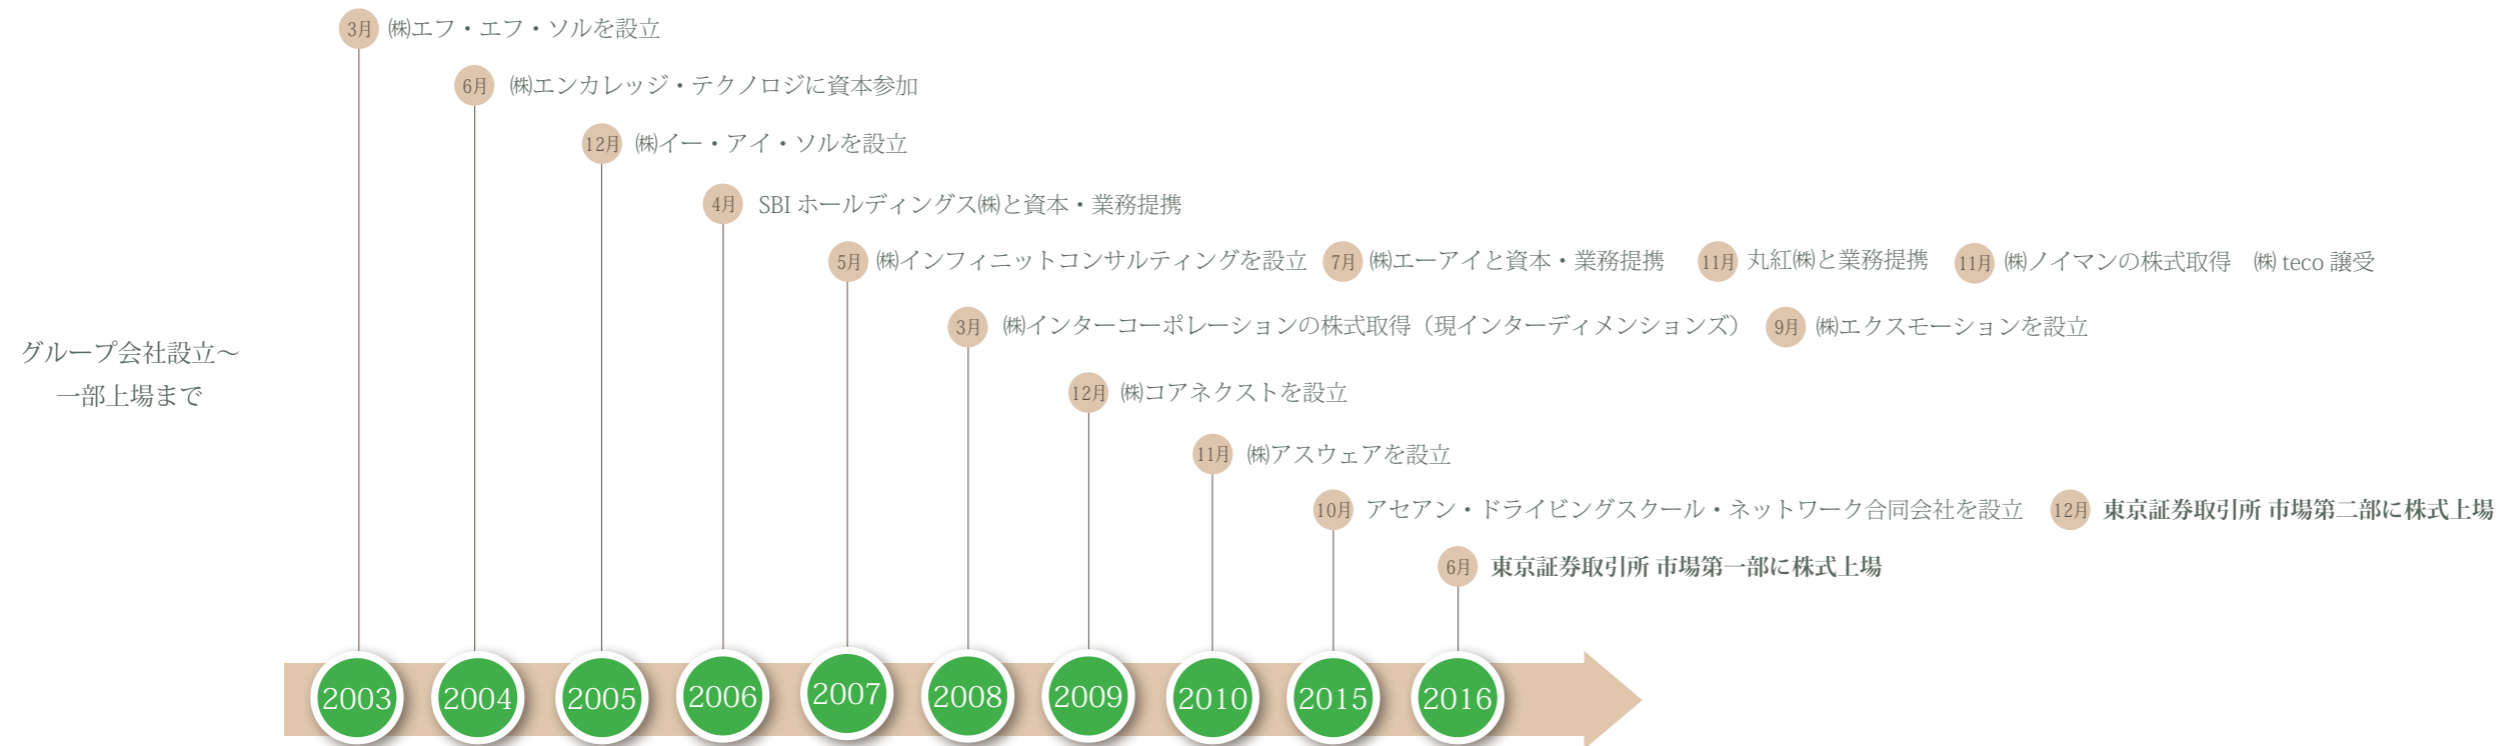 3月 ㈱エフ・エフ・ソルを設立
6月 ㈱エンカレッジ・テクノロジに資本参加
12月 ㈱イー・アイ・ソルを設立
4月 SBI ホールディングス㈱と資本・業務提携
5月 ㈱インフィニットコンサルティングを設立 7月 ㈱エーアイと資本・業務提携 11月 丸紅㈱と業務提携 11月 ㈱ノイマンの株式取得 ㈱ teco 譲受
3月 ㈱インターコーポレーションの株式取得（現インターディメンションズ） 9月 ㈱エクスモーションを設立
グループ会社設立～
一部上場まで
12月 ㈱コアネクストを設立
11月 ㈱アスウェアを設立
10月 アセアン・ドライビングスクール・ネットワーク合同会社を設立 12月 東京証券取引所 市場第二部に株式上場
6月 東京証券取引所 市場第一部に株式上場
2003 2004 2005 2006 2007 2008 2009 2010 2015 2016